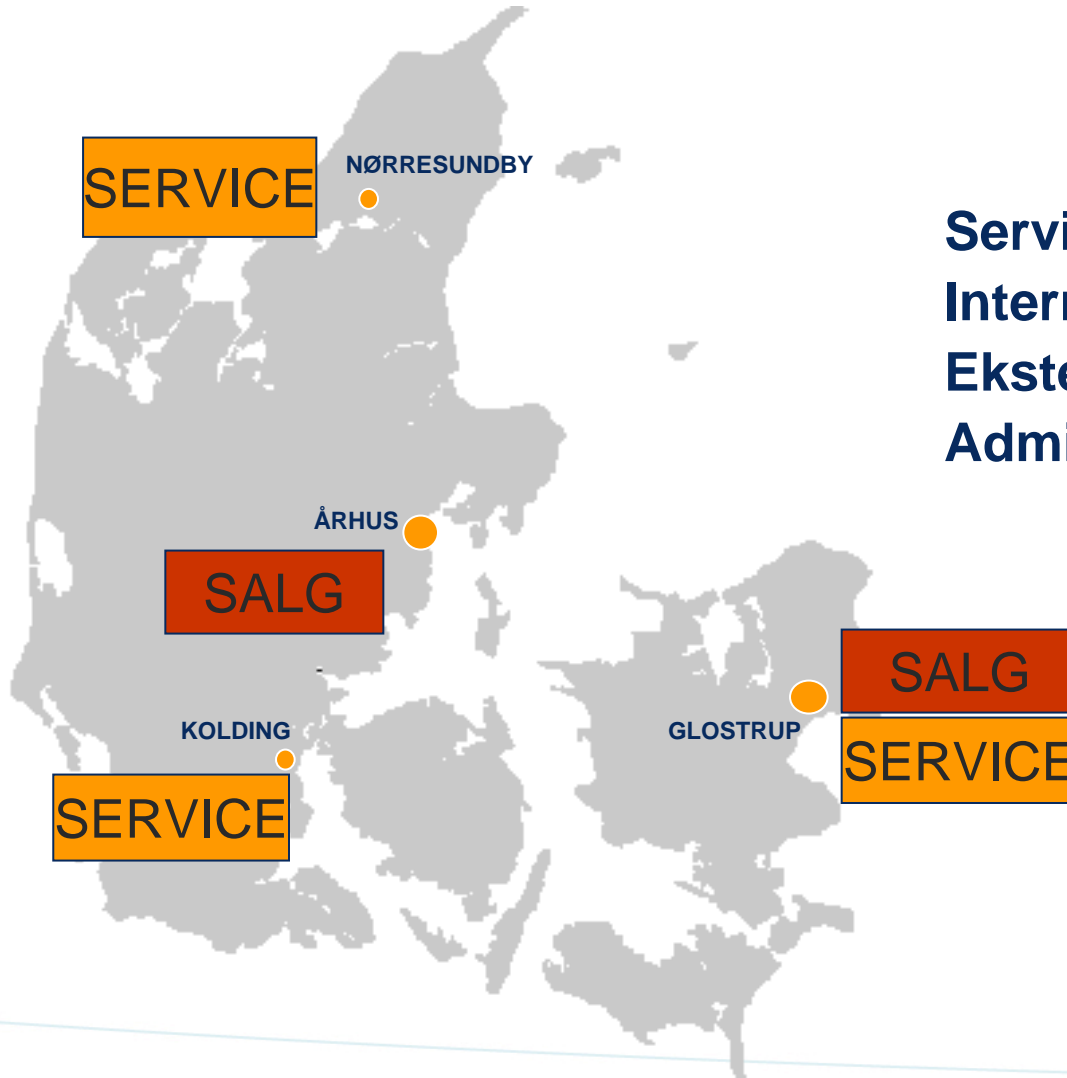 SERVICE
NØRRESUNDBY
ÅRHUS
SALG
KOLDING
SERVICE
GLOSTRUP
SALG
SERVICE